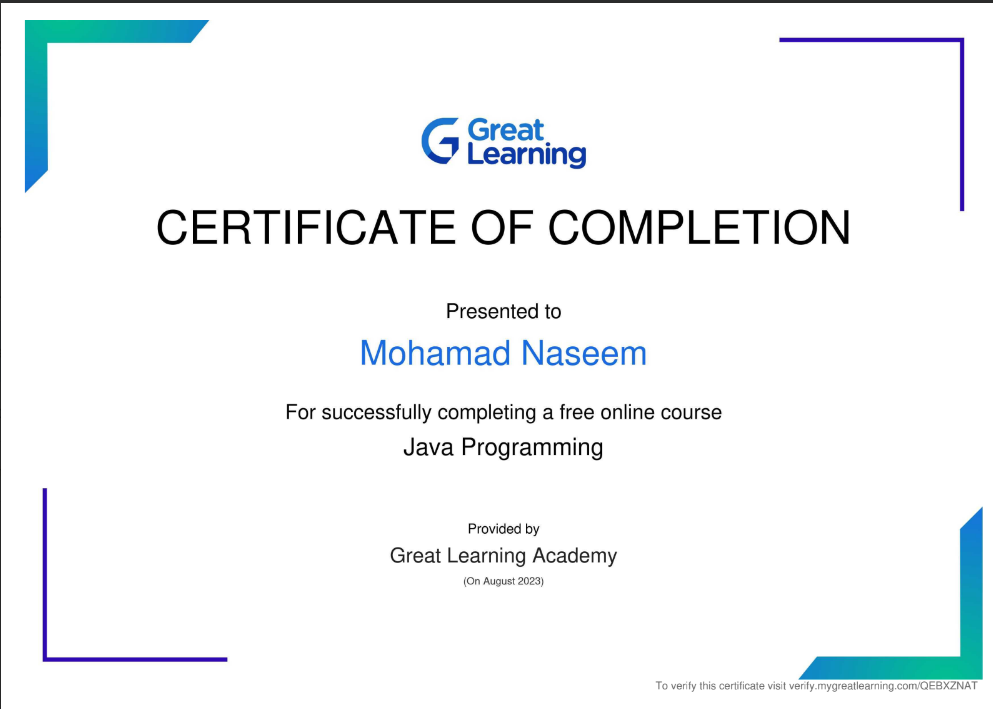 Great
Learning
CERTIFICATE OF COMPLETION
Presented to
Mohamad Naseem
For successfully completing a free online course
Java Programming
Provided by
Great Learning Academy
(On August 2023)
To verify this certificate visit verify.mygreatlearning.com/QEBXZNAT